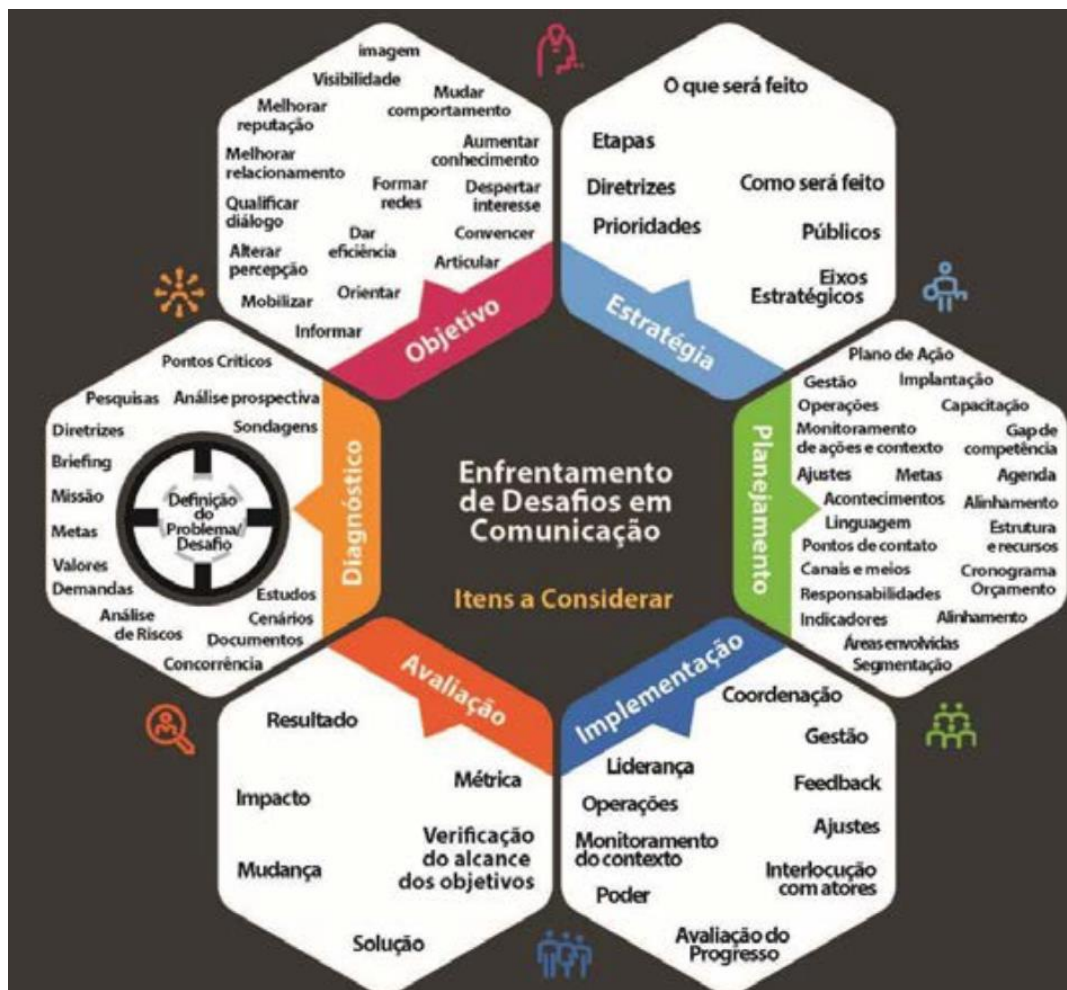 Enfrentamento
de Desafios em
Comunicação
Itens a Considerar
Objetivo
imagem
Visibilidade
Mudar
comportamento
Melhorar
reputação
Aumentar
conhecimento
Melhorar
relacionamento
Formar
redes
Despertar
interesse
Qualificar
diálogo
Dar
eficiência
Convencer
Alterar
percepção
Articular
Mobilizar
Orientar
Informar
Estratégia
O que será feito
Etapas
Diretrizes
Como será feito
Prioridades
Públicos
Eixos
Estratégicos
Planejamento
Plano de Ação
Gestão
Implantação
Operações
Capacitação
Monitoramento
de ações e contexto
Gap de
competência
Ajustes
Metas
Agenda
Acontecimentos
Alinhamento
Linguagem
Estrutura
e recursos
Pontos de contato
Canais e meios
Cronograma
Orçamento
Responsabilidades
Indicadores
Alinhamento
Áreas envolvidas
Segmentação
Implementação
Coordenação
Gestão
Liderança
Feedback
Operações
Ajustes
Monitoramento
do contexto
Interlocução
com atores
Poder
Avaliação do
Progresso
Avaliação
Resultado
Métrica
Impacto
Verificação
do alcance
dos objetivos
Mudança
Solução
Diagnóstico
Pontos Críticos
Pesquisas
Análise prospectiva
Diretrizes
Sondagens
Briefing
Missão
Definição
do
Problema/
Desafio
Metas
Valores
Demandas
Estudos
Análise
de Riscos
Cenários
Documentos
Concorrência